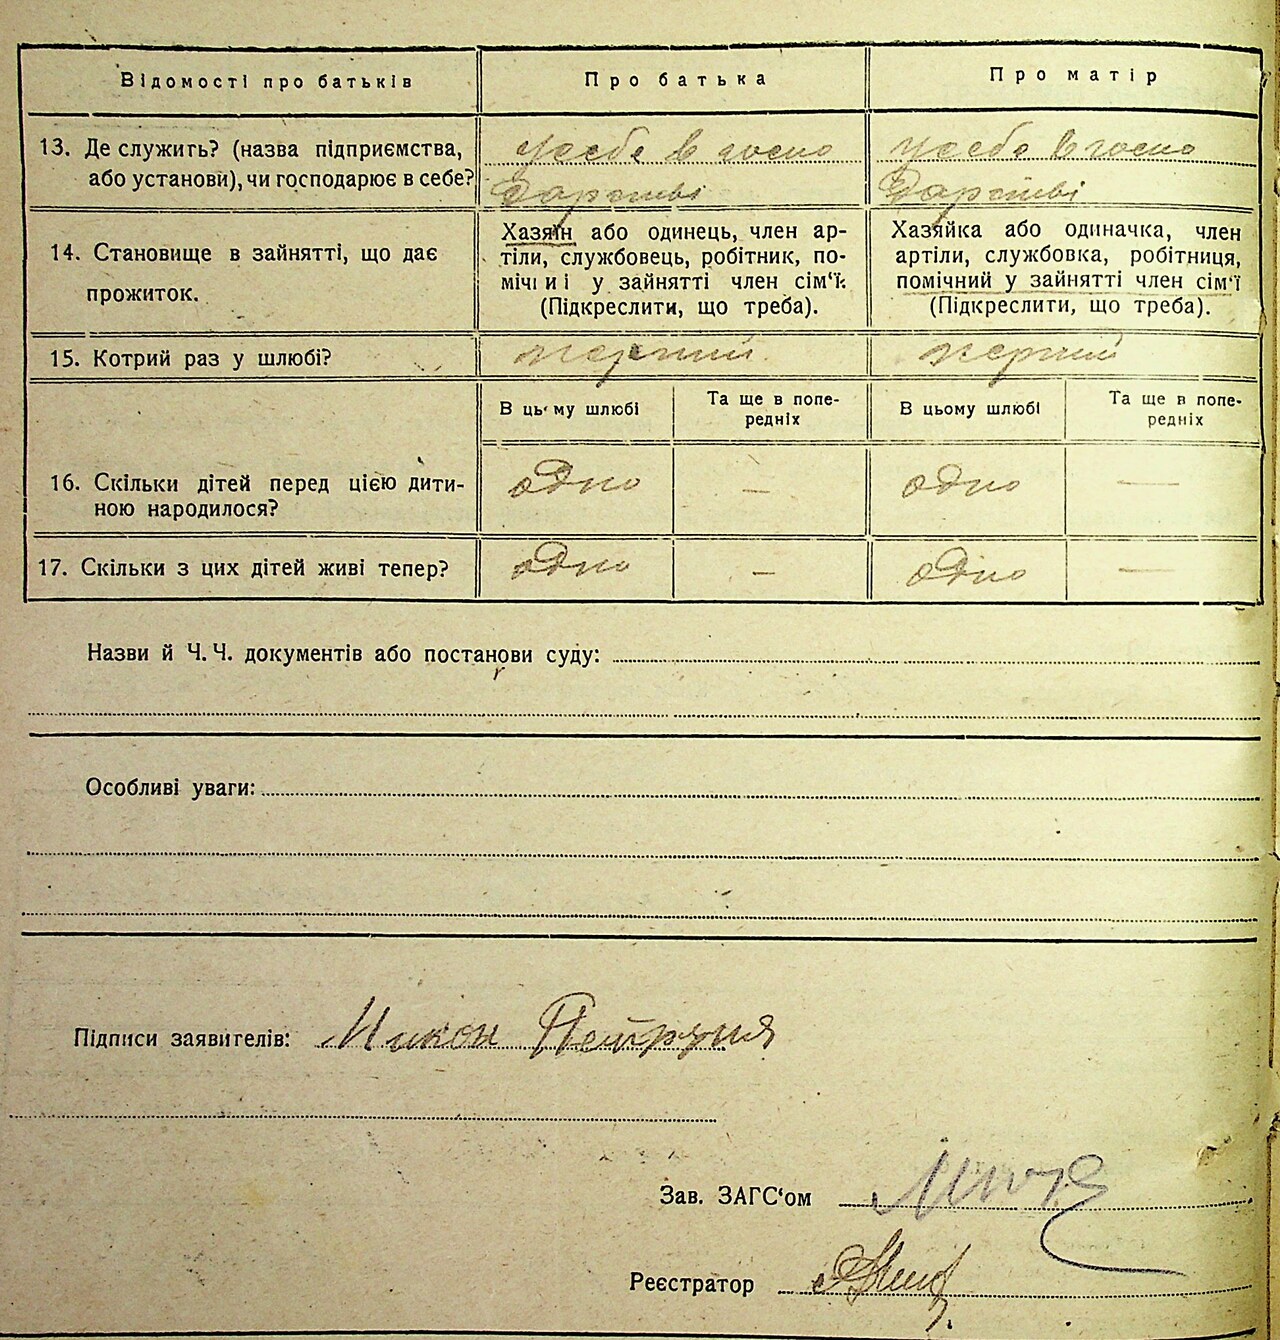 Відомості про батьків
Про батька
Про матір
13. Де служить? (назва підприємства,
або установи), чи господарює в себе?
усебе в госпо
дарстві
усебе в госпо
дарстві
14. Становище в зайнятті, що дає
прожиток.
Хазяїн або одинець, член ар-
тіли, службовець, робітник, по-
мічниі у зайнятті член сім‘ї.
(Підкреслити, що треба).
Хазяйка або одиначка, член
артіли, службовка, робітниця,
помічний у зайнятті член сім‘ї
(Підкреслити, що треба).
15. Котрий раз у шлюбі?
перший
перший
В цьому шлюбі
Та ще в попе-
редніх
В цьому шлюбі
Та ще в попе-
редніх
16. Скільки дітей перед цією дити-
ною народилося?
одно
—
одно
—
17. Скільки з цих дітей живі тепер?
одно
—
одно
—
Назви й Ч. Ч. документів або постанови суду:
Особливі уваги:
Підписи заявителів: Микон
Зав. ЗАГС‘ом
Реєстратор